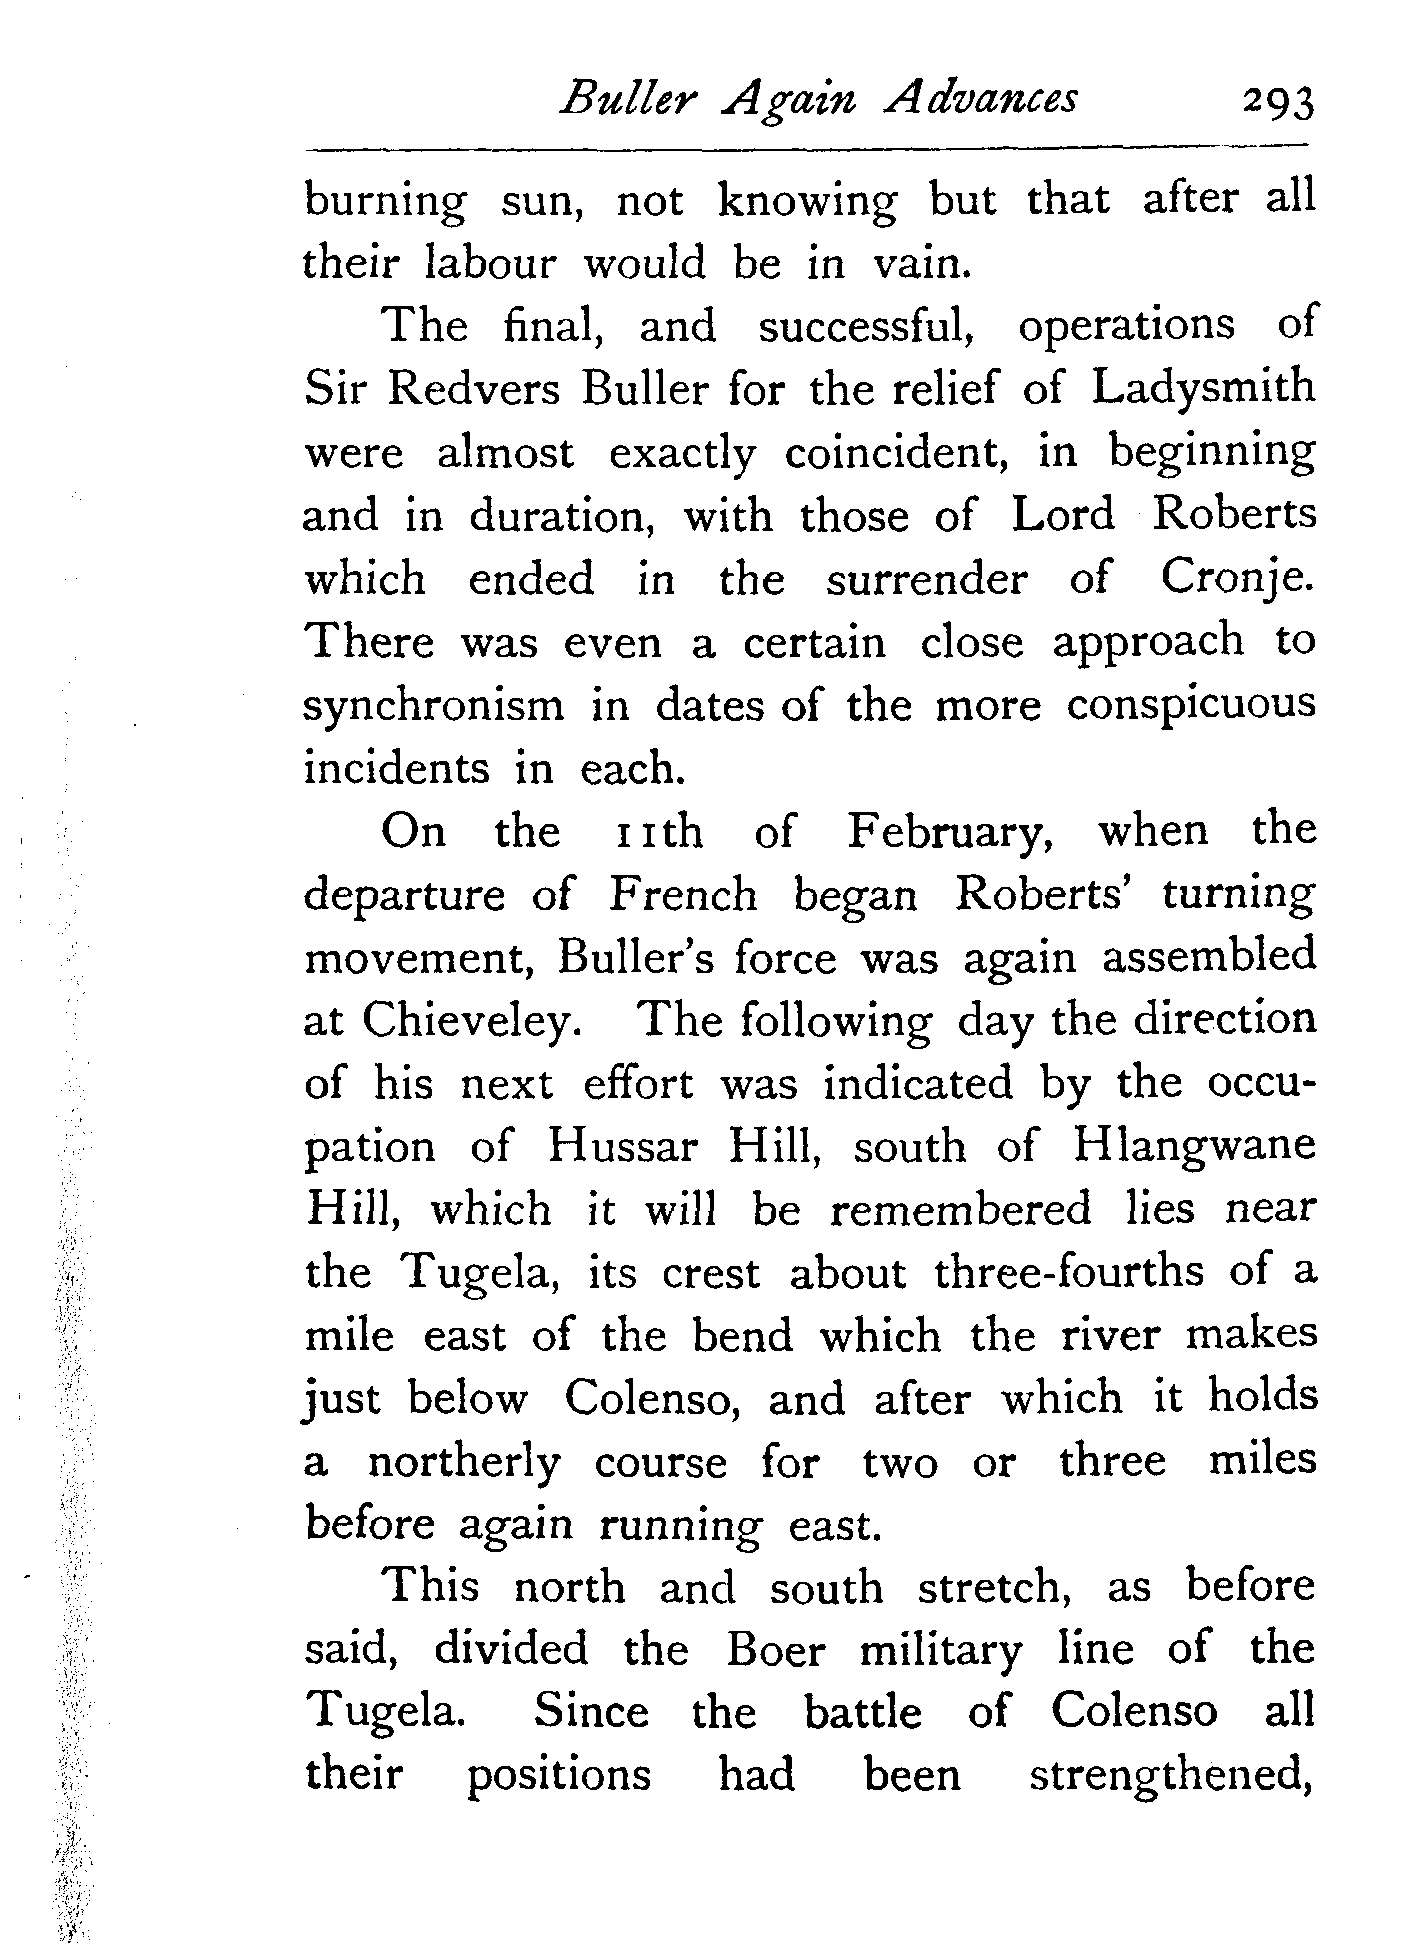 Buller Again Advances 293
burning sun, not knowing but that after all
their labour would be in vain.
The final, and successful, operations of
Sir Redvers Buller for the relief of Ladysmith
were almost exactly coincident, in beginning
and in duration, with those of Lord Roberts
which ended in the surrender of Cronje.
There was even a certain close approach to
synchronism in dates of the more conspicuous
incidents in each.
On the 11th of February, when the
departure of French began Roberts' turning
movement, Buller's force was again assembled
at Chieveley. The following day the direction
of his next effort was indicated by the occu-
pation of Hussar Hill, south of Hlangwane
Hill, which it will be remembered lies near
the Tugela, its crest about three-fourths of a
mile east of the bend which the river makes
just below Colenso, and after which it holds
a northerly course for two or three miles
before again running east.
This north and south stretch, as before
said, divided the Boer military line of the
Tugela. Since the battle of Colenso all
their positions had been strengthened,